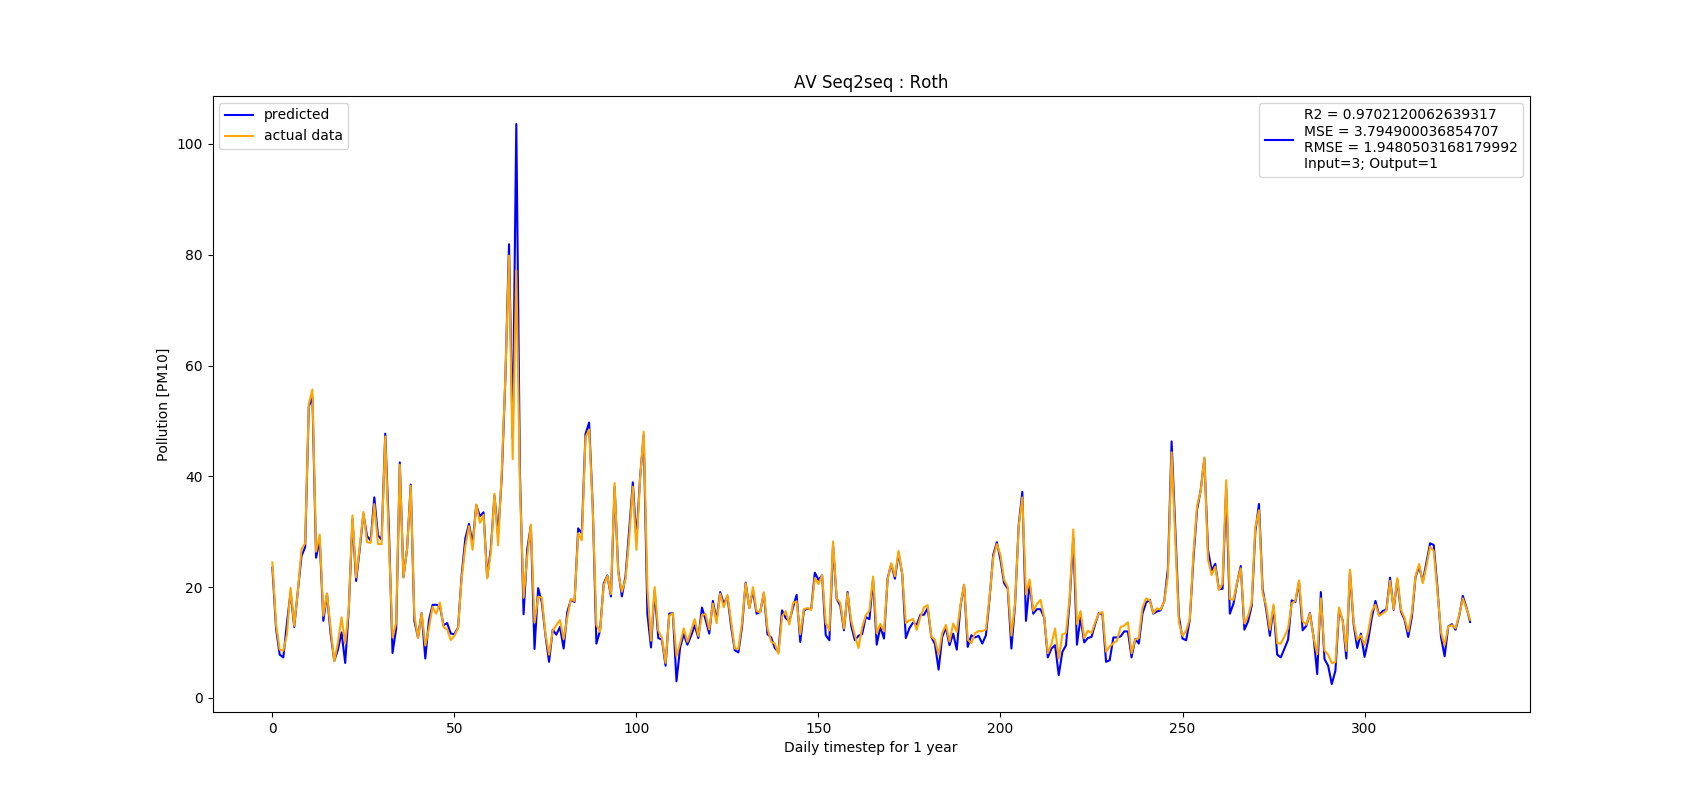 AV Seq2seq : Roth
predicted
actual data
R2 = 0.9702120062639317
MSE = 3.794900036854707
RMSE = 1.9480503168179992
Input=3; Output=1
100
80
60
40
20
0
Pollution [PM10]
0 50 100 150 200 250 300
Daily timestep for 1 year